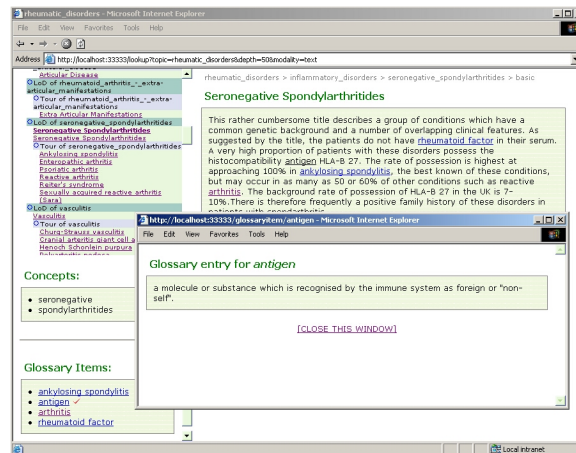 rheumatic_disorders - Microsoft Internet Explorer
File Edit View Favorites Tools Help
Address http://localhost:33333/lookup?topic=rheumatic_disorders&depth=50&modality=text
Articular Disease
LoD of rheumatoid_arthritis_-_extra-
articular_manifestations
Tour of rheumatoid_arthritis_-_extra-
articular_manifestations
Extra Articular Manifestations
LoD of seronegative_spondylarthritides
Seronegative Spondylarthritides
Seronegative Spondylarthritides
Tour of seronegative_spondylarthritides
Ankylosing spondylitis
Enteropathic arthritis
Psoriatic arthritis
Reactive arthritis
Reiter's syndrome
Sexually acquired reactive arthritis
(Sara)
LoD of vasculitis
Vasculitis
Tour of vasculitis
Churg-Strauss vasculitis
Cranial arteritis giant cell a
Henoch Schonlein purpura
Concepts:
seronegative
spondylarthritides
Glossary Items:
ankylosing spondylitis
antigen
arthritis
rheumatoid factor
rheumatic_disorders > inflammatory_disorders > seronegative_spondylarthritides > basic
Seronegative Spondylarthritides
This rather cumbersome title describes a group of conditions which have a
common genetic background and a number of overlapping clinical features. As
suggested by the title, the patients do not have rheumatoid factor in their serum.
A very high proportion of patients with these disorders possess the
histocompatibility antigen HLA-B 27. The rate of possession is highest at
approaching 100% in ankylosing spondylitis, the best known of these conditions,
but may occur in as many as 50 or 60% of other conditions such as reactive
arthritis. The background rate of possession of HLA-B 27 in the UK is 7-
10%.There is therefore frequently a positive family history of these disorders in
http://localhost:33333/glossaryitem/antigen - Microsoft Internet Explorer
File Edit View Favorites Tools Help
Glossary entry for antigen
a molecule or substance which is recognised by the immune system as foreign or "non-
self".
[CLOSE THIS WINDOW]
Local intranet